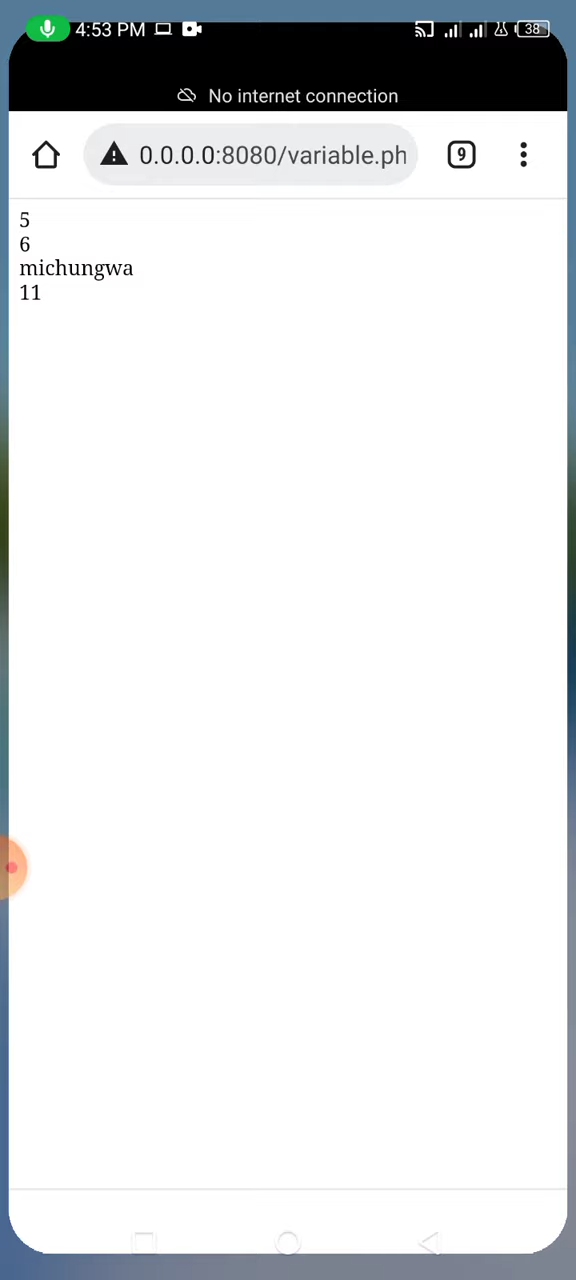 4:53 PM
38
No internet connection
0.0.0.0:8080/variable.ph
9
5
6
michungwa
11